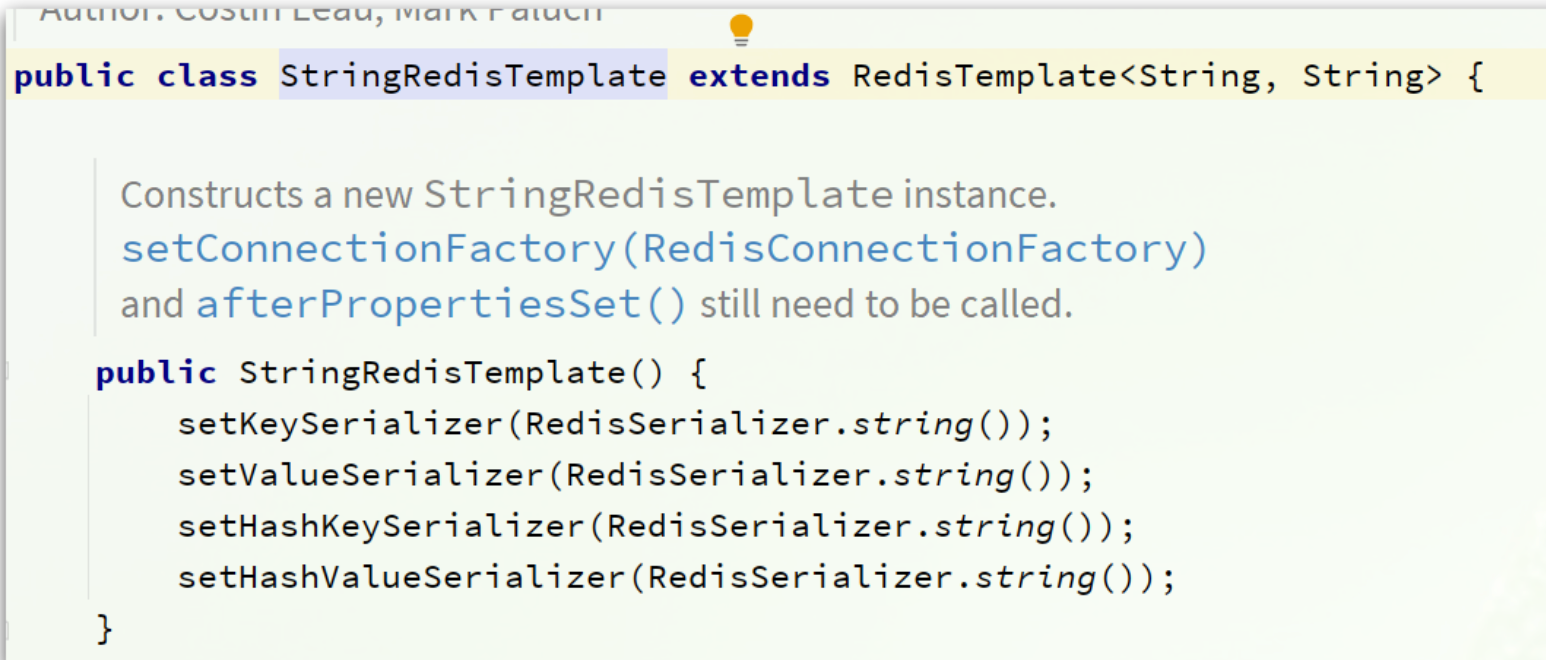 Author: Costin Leau, Mark Paluch
public class StringRedisTemplate extends RedisTemplate<String, String> {
Constructs a new StringRedisTemplate instance.
setConnectionFactory(RedisConnectionFactory)
and afterPropertiesSet() still need to be called.
public StringRedisTemplate() {
setKeySerializer(RedisSerializer.string());
setValueSerializer(RedisSerializer.string());
setHashKeySerializer(RedisSerializer.string());
setHashValueSerializer(RedisSerializer.string());
}